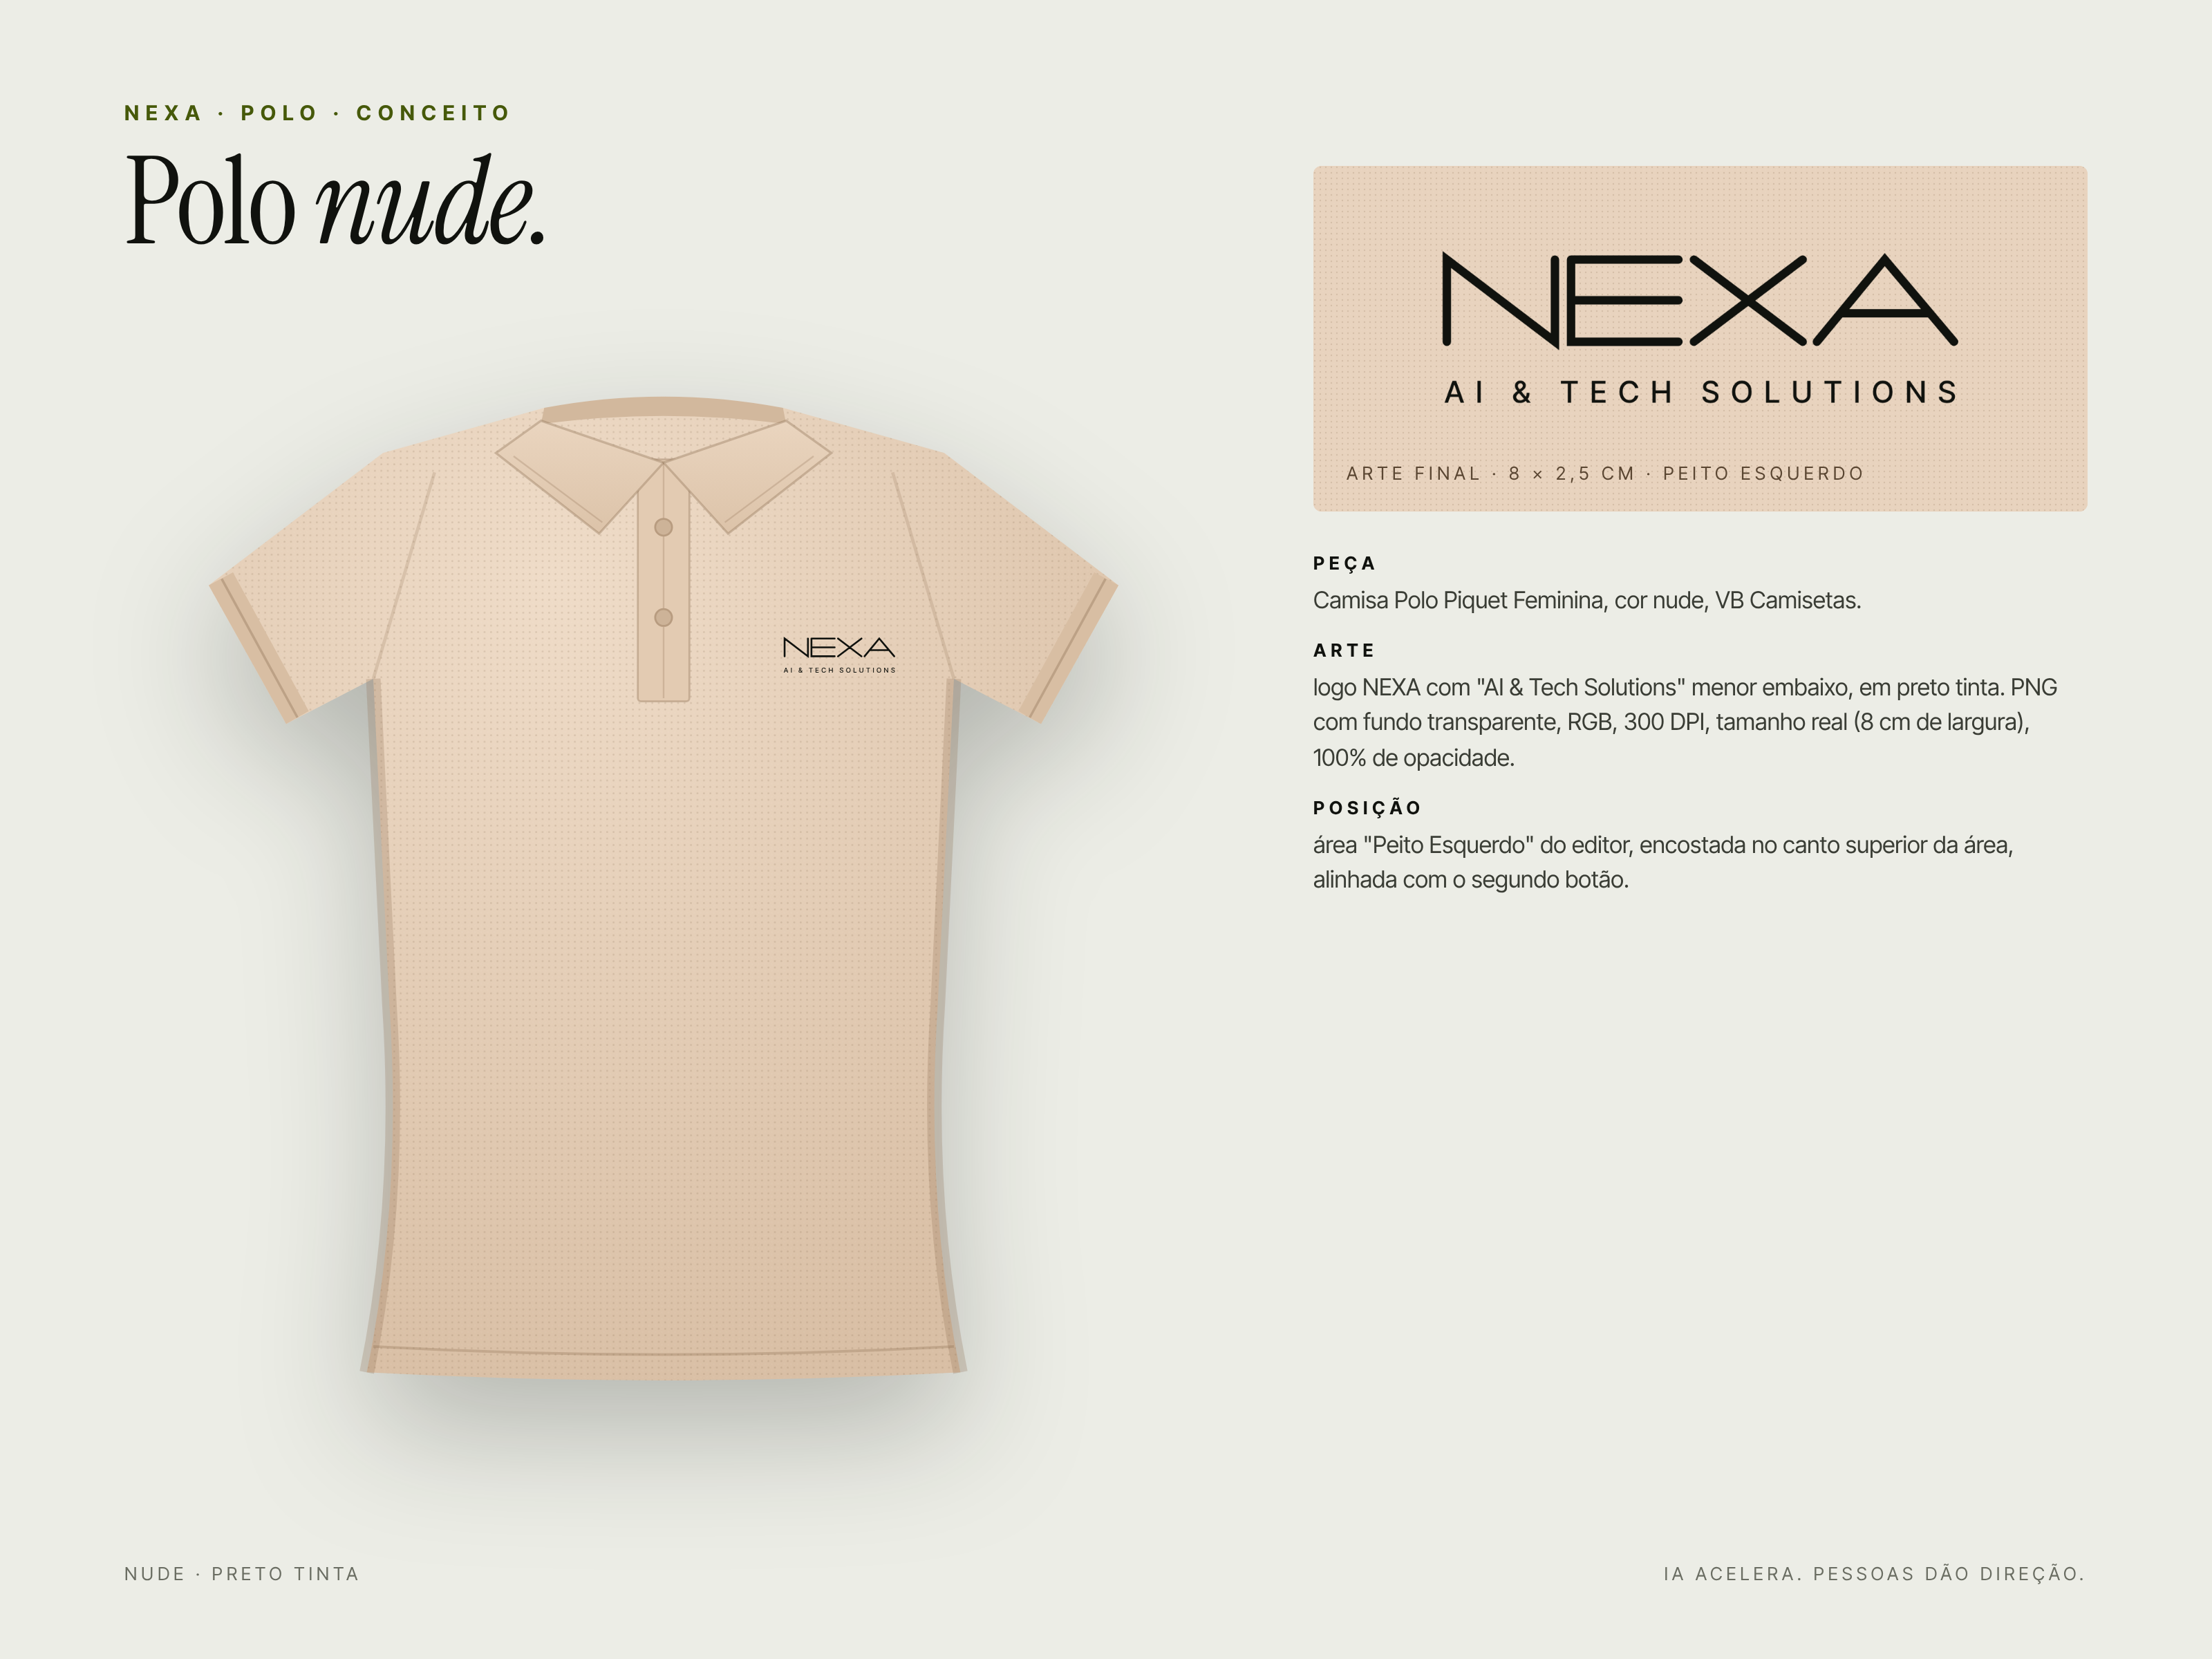 NEXA · POLO · CONCEITO
Polo nude.
NEXA
AI & TECH SOLUTIONS
NEXA
AI & TECH SOLUTIONS
ARTE FINAL · 8 × 2,5 CM · PEITO ESQUERDO
PEÇA
Camisa Polo Piquet Feminina, cor nude, VB Camisetas.
ARTE
logo NEXA com "AI & Tech Solutions" menor embaixo, em preto tinta. PNG
com fundo transparente, RGB, 300 DPI, tamanho real (8 cm de largura),
100% de opacidade.
POSIÇÃO
área "Peito Esquerdo" do editor, encostada no canto superior da área,
alinhada com o segundo botão.
NUDE · PRETO TINTA
IA ACELERA. PESSOAS DÃO DIREÇÃO.